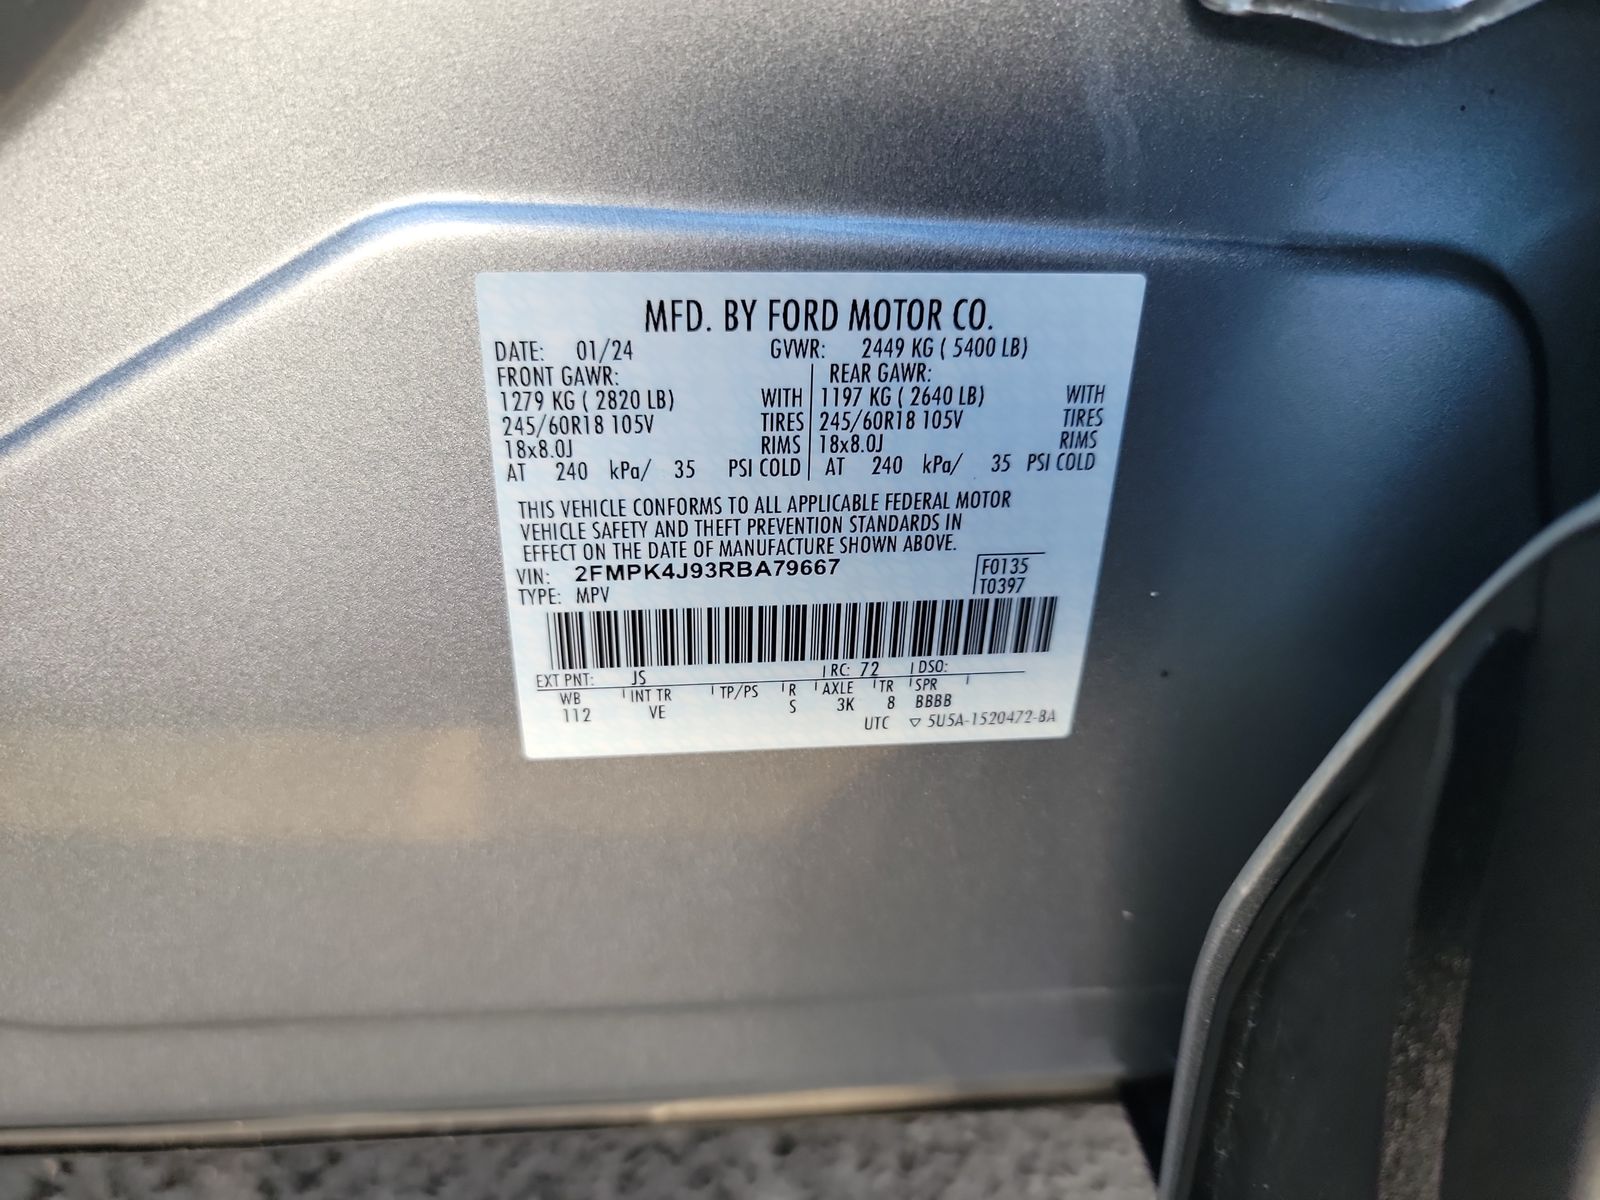 MFD. BY FORD MOTOR CO.
DATE: 01/24 GVWR: 2449 KG ( 5400 LB)
FRONT GAWR: REAR GAWR:
1279 KG ( 2820 LB) WITH 1197 KG ( 2640 LB) WITH
245/60R18 105V TIRES 245/60R18 105V TIRES
18x8.0J RIMS 18x8.0J RIMS
AT 240 kPa/ 35 PSI COLD AT 240 kPa/ 35 PSI COLD
THIS VEHICLE CONFORMS TO ALL APPLICABLE FEDERAL MOTOR
VEHICLE SAFETY AND THEFT PREVENTION STANDARDS IN
EFFECT ON THE DATE OF MANUFACTURE SHOWN ABOVE.
VIN: 2FMPK4J93RBA79667 F0135
TYPE: MPV T0397
EXT PNT: JS RC: 72 DSO:
WB INT TR TP/PS R AXLE TR SPR
112 VE S 3K 8 BBBB
UTC ▽ 5U5A-1520472-BA